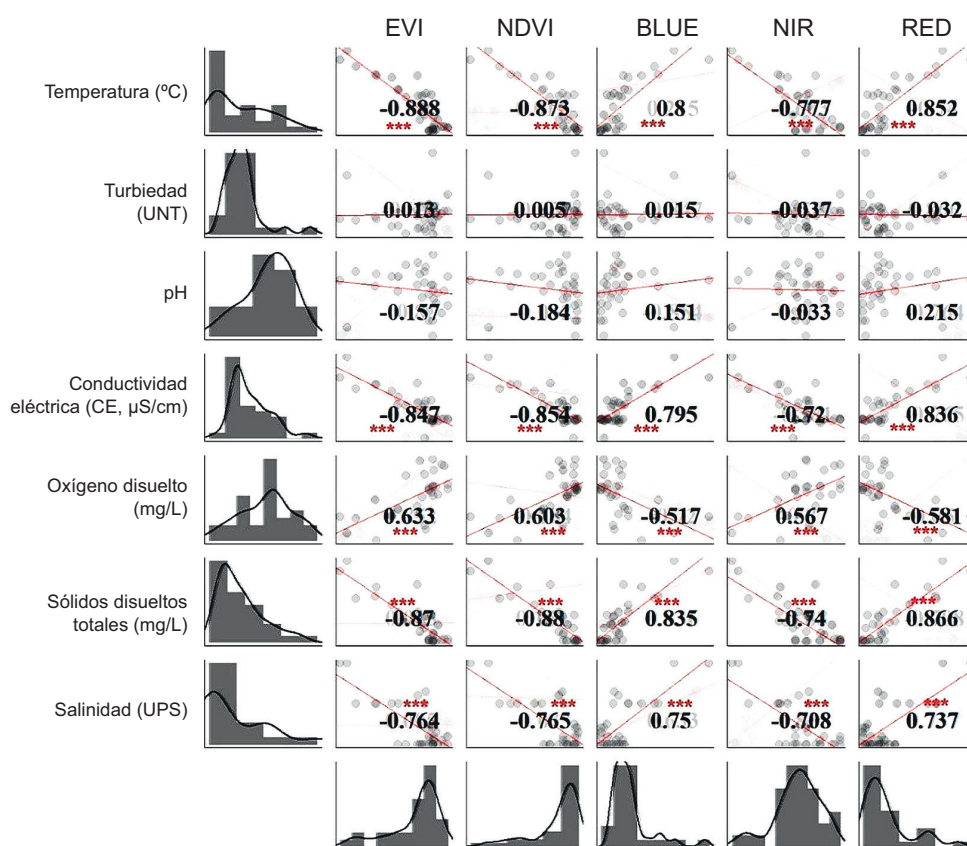 EVI NDVI BLUE NIR RED
Temperatura (ºC)
-0.888 -0.873 0.8 -0.777 0.852
*** *** *** *** ***
Turbiedad
(UNT)
0.013 0.005 0.015 -0.037 -0.032
pH
-0.157 -0.184 0.151 -0.033 0.215
Conductividad
eléctrica (CE, µS/cm)
-0.847 -0.854 0.795 -0.72 0.836
*** *** *** *** ***
Oxígeno disuelto
(mg/L)
0.633 0.603 -0.517 0.567 -0.581
*** *** *** *** ***
Sólidos disueltos
totales (mg/L)
*** *** *** *** ***
-0.87 -0.88 0.835 -0.74 0.866
Salinidad (UPS)
*** *** *** *** ***
-0.764 -0.765 0.75 -0.708 0.737